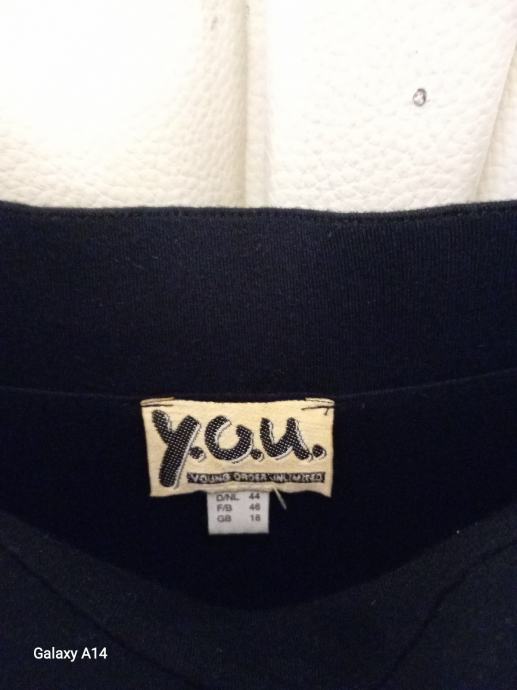 y.o.u.
YOUNG ORDER UNLIMITED
D/NL 44
F/B 46
GB 18
Galaxy A14